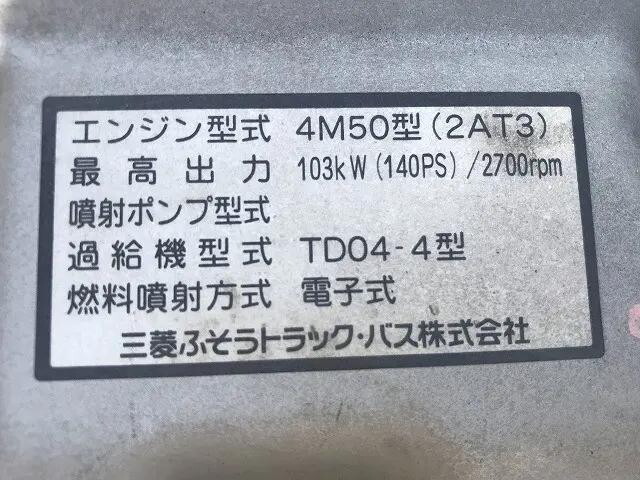 エンジン型式 4M50型(2AT3)
最高出力 103kW(140PS)/2700rpm
噴射ポンプ型式
過給機型式 TD04-4型
燃料噴射方式 電子式
三菱ふそうトラック・バス株式会社